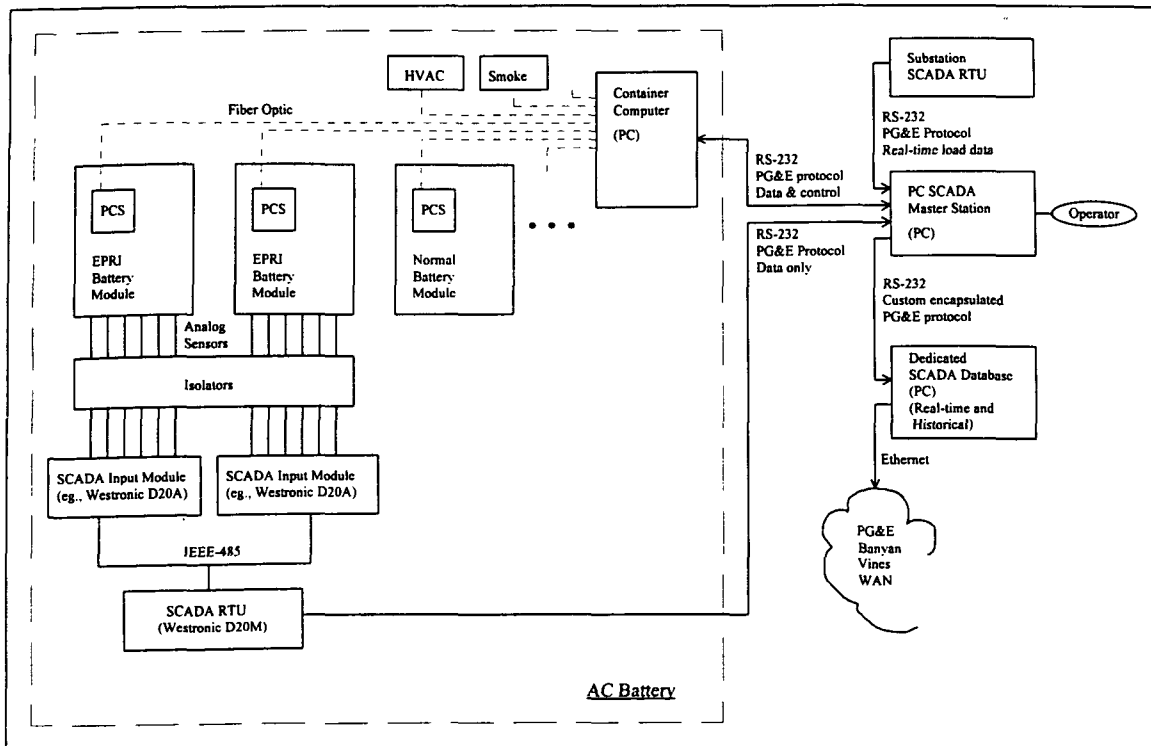 HVAC
Smoke
Container
Computer
(PC)
Fiber Optic
PCS
EPRI
Battery
Module
PCS
EPRI
Battery
Module
PCS
Normal
Battery
Module
Analog
Sensors
Isolators
SCADA Input Module
(eg., Westronic D20A)
SCADA Input Module
(eg., Westronic D20A)
IEEE-485
SCADA RTU
(Westronic D20M)
AC Battery
Substation
SCADA RTU
RS-232
PG&E Protocol
Real-time load data
RS-232
PG&E protocol
Data & control
RS-232
PG&E Protocol
Data only
PC SCADA
Master Station
(PC)
Operator
RS-232
Custom encapsulated
PG&E protocol
Dedicated
SCADA Database
(PC)
(Real-time and
Historical)
Ethernet
PG&E
Banyan
Vines
WAN